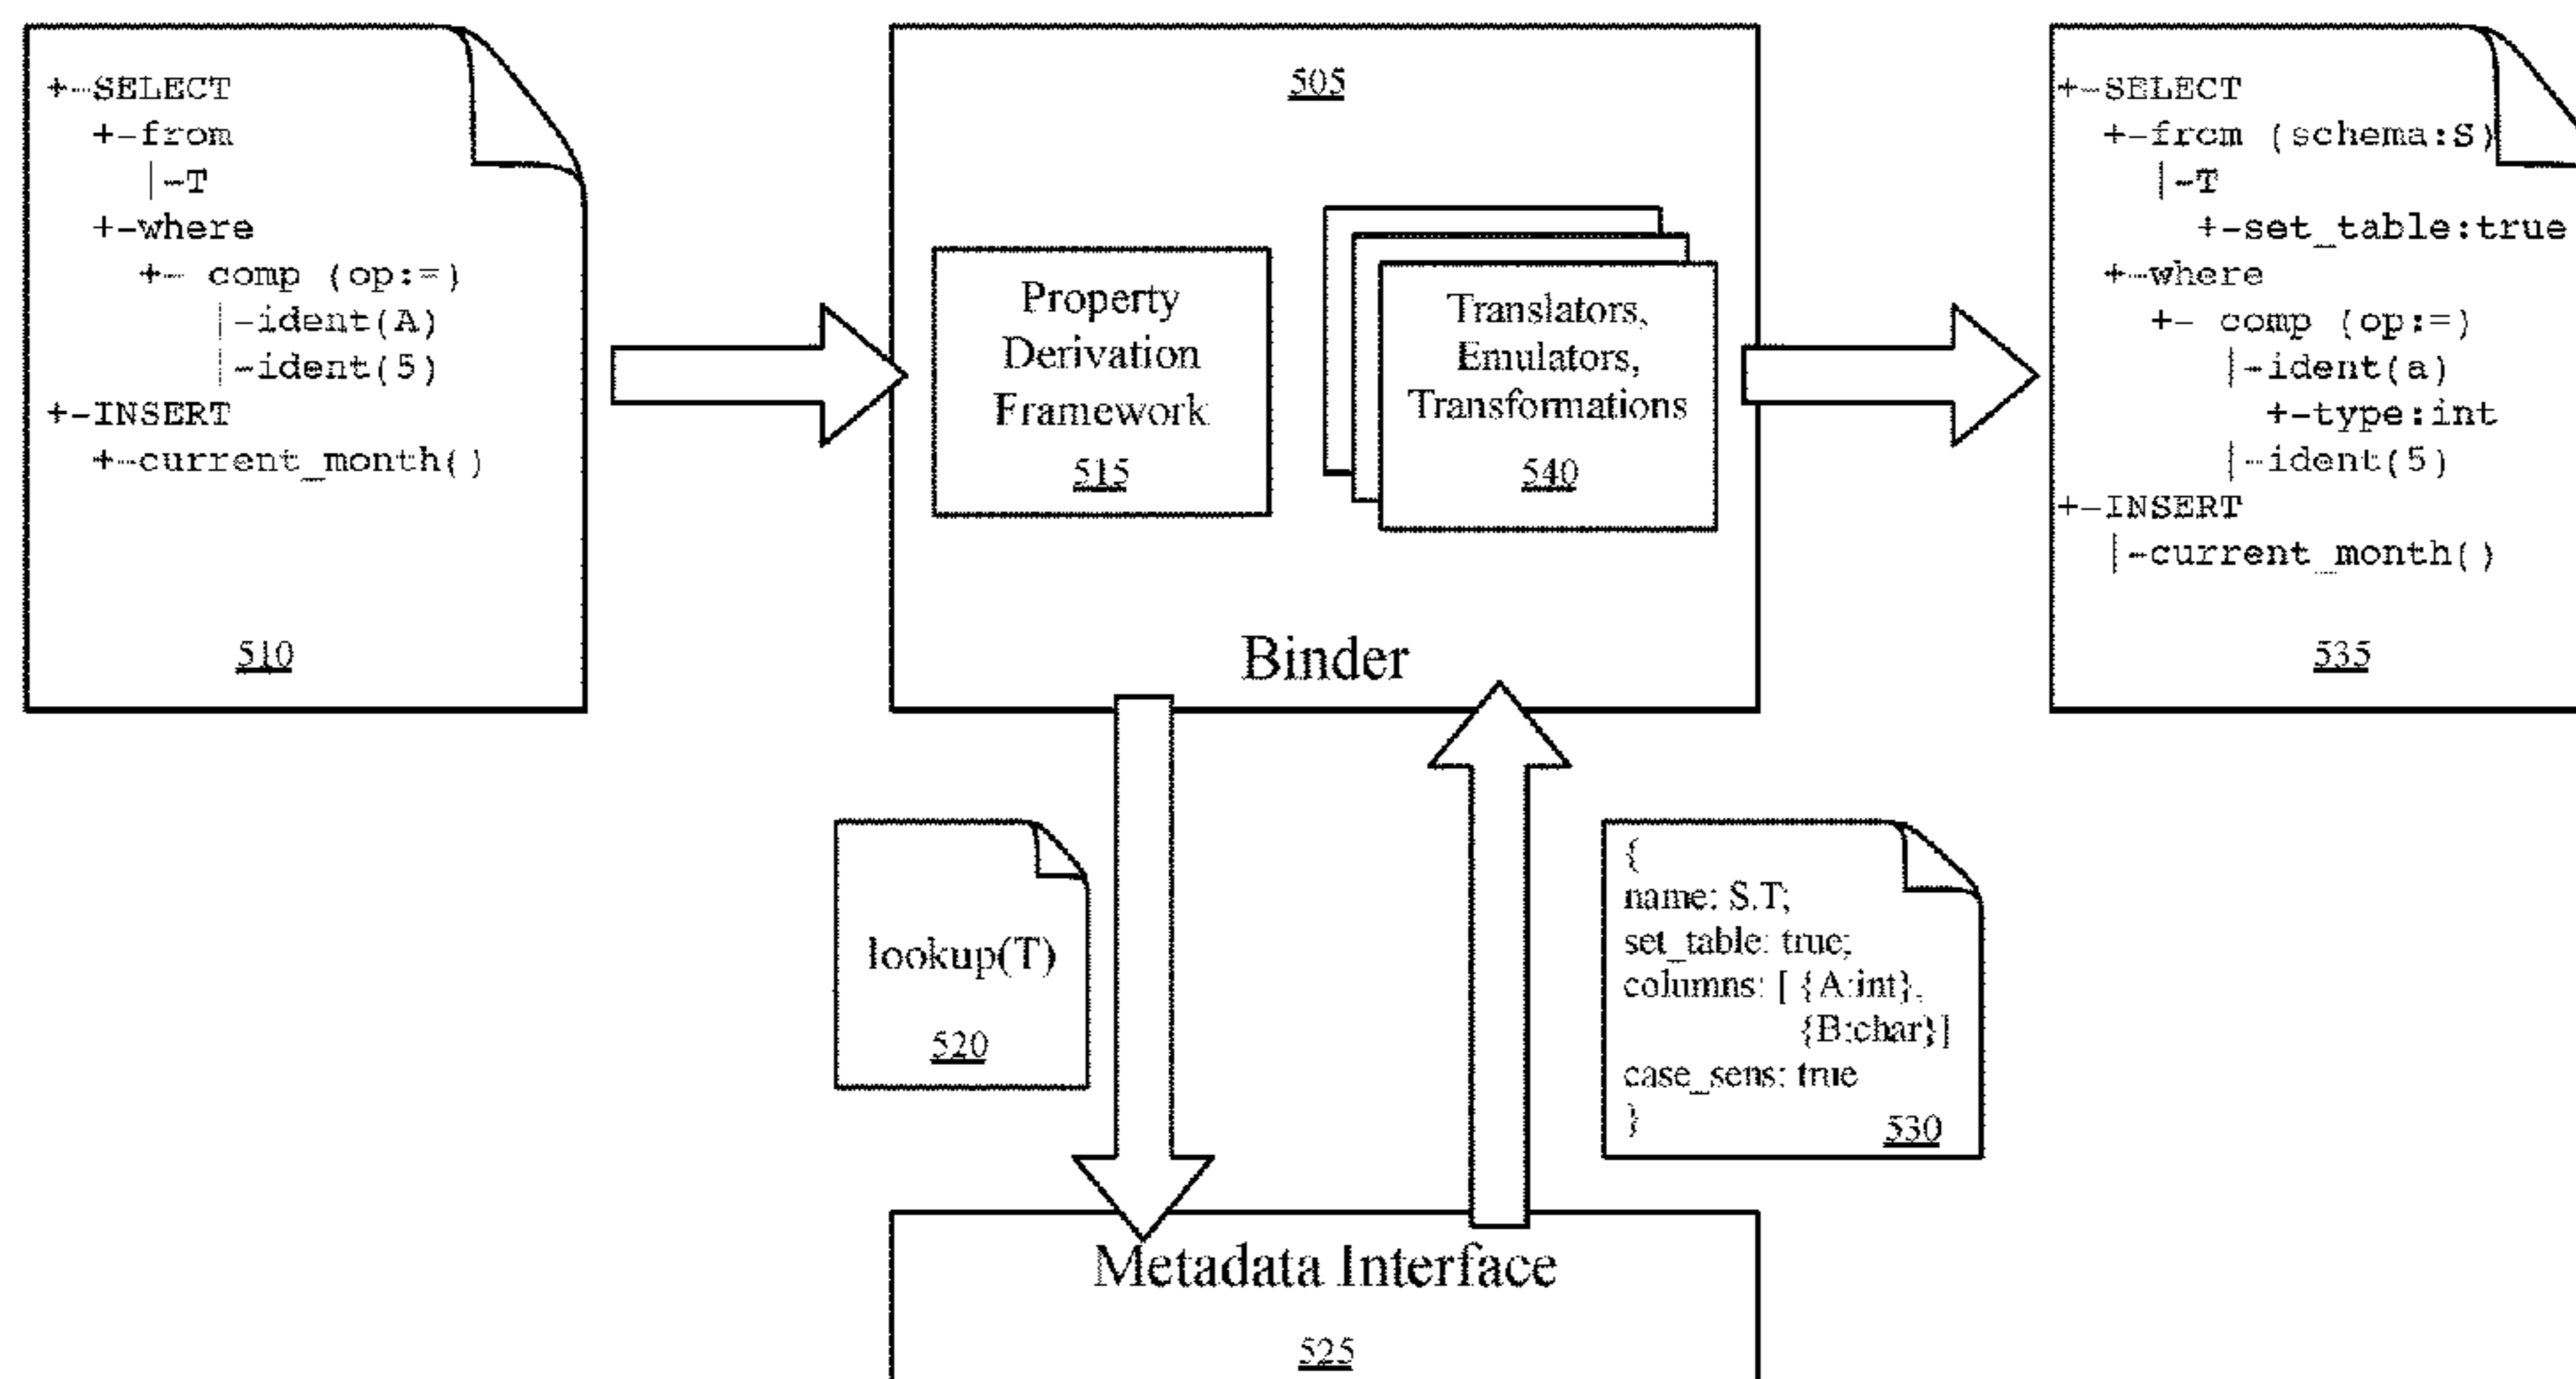 +-SELECT
+-from
|-T
+-where
+- comp (op:=)
|-ident(A)
|-ident(5)
+-INSERT
+-current_month()
510
505
Property
Derivation
Framework
515
Translators,
Emulators,
Transformations
540
Binder
+-SELECT
+-from (schema:S)
|-T
+-set_table:true
+-where
+- comp (op:=)
|-ident(a)
+-type:int
|-ident(5)
+-INSERT
|-current_month()
535
lookup(T)
520
{
name: S.T;
set_table: true;
columns: [ {A:int},
{B:char}]
case_sens: true
}
530
Metadata Interface
525